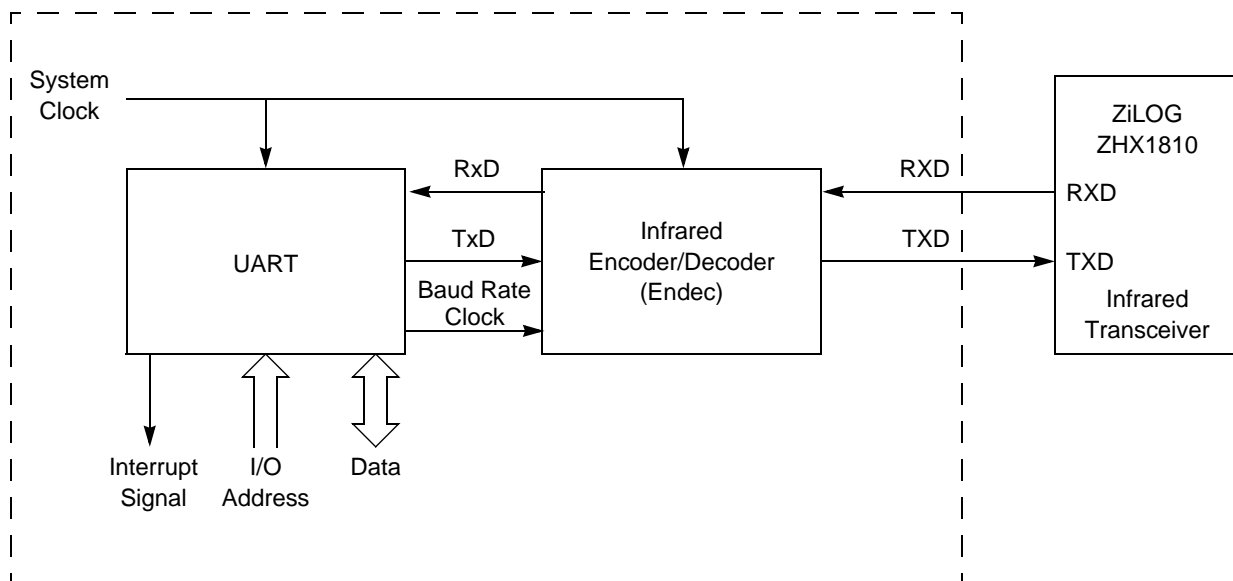 System
Clock
ZiLOG
ZHX1810
RxD
RXD
RXD
UART
TxD
Infrared
Encoder/Decoder
(Endec)
TXD
TXD
Baud Rate
Clock
Infrared
Transceiver
Interrupt
Signal
I/O
Address
Data